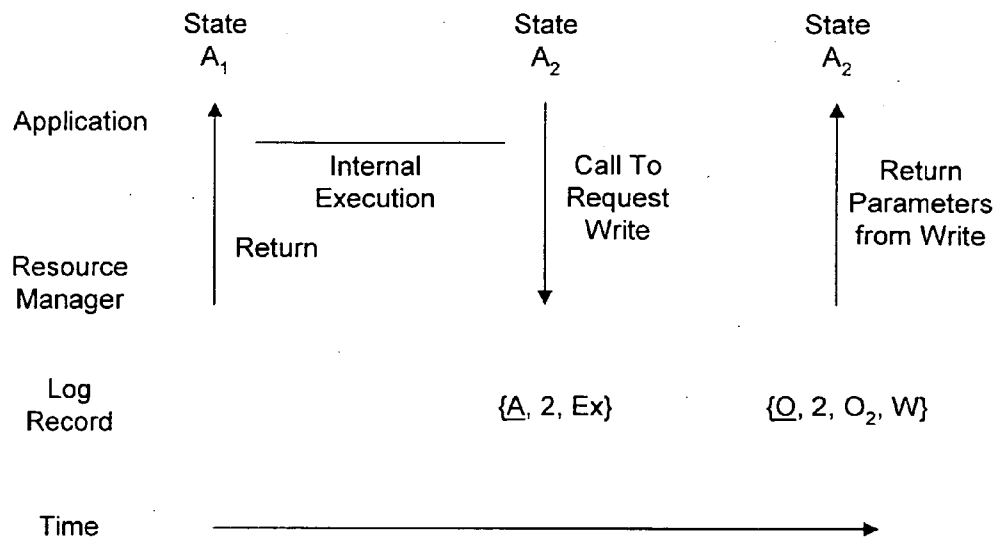 State
A₁
State
A₂
State
A₂
Application
Internal
Execution
Call To
Request
Write
Return
Parameters
from Write
Return
Resource
Manager
Log
Record
{A, 2, Ex}
{O, 2, O₂, W}
Time